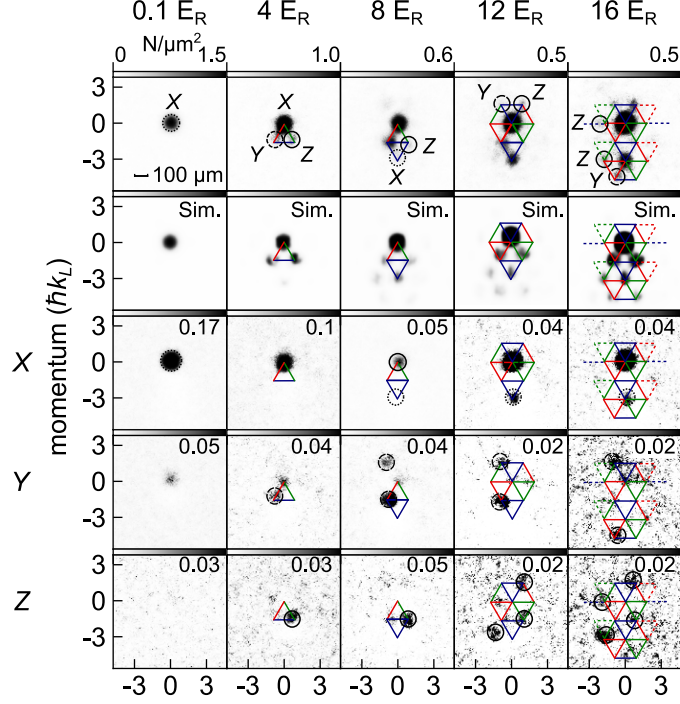 0.1 E_R 4 E_R 8 E_R 12 E_R 16 E_R
0 N/µm² 1.5 1.0 0.6 0.5 0.5
3 X X Y Z
0 Z
Y Z Z
-3 X Z
100 µm Y
3 Sim. Sim. Sim. Sim. Sim.
0
-3
momentum (ħk_L)
X 3 0.17 0.1 0.05 0.04 0.04
0
-3
Y 3 0.05 0.04 0.04 0.02 0.02
0
-3
Z 3 0.03 0.03 0.05 0.02 0.02
0
-3
-3 0 3 -3 0 3 -3 0 3 -3 0 3 -3 0 3